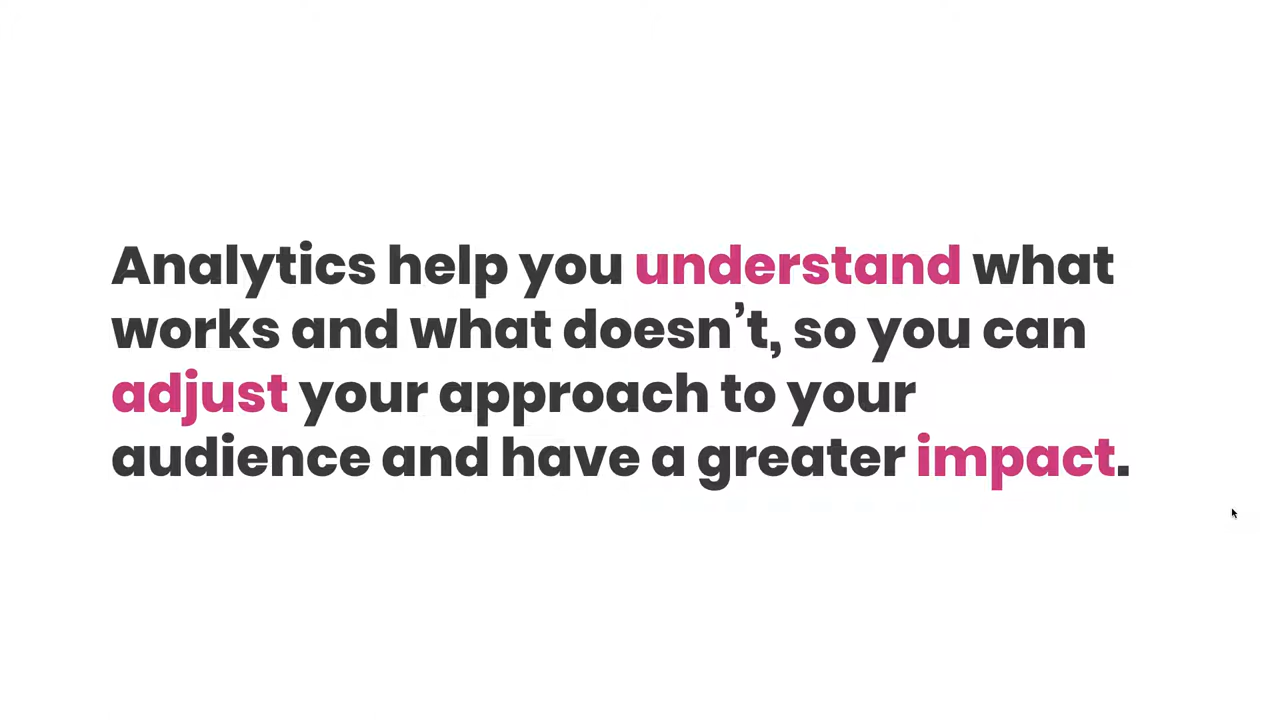 Analytics help you understand what
works and what doesn’t, so you can
adjust your approach to your
audience and have a greater impact.